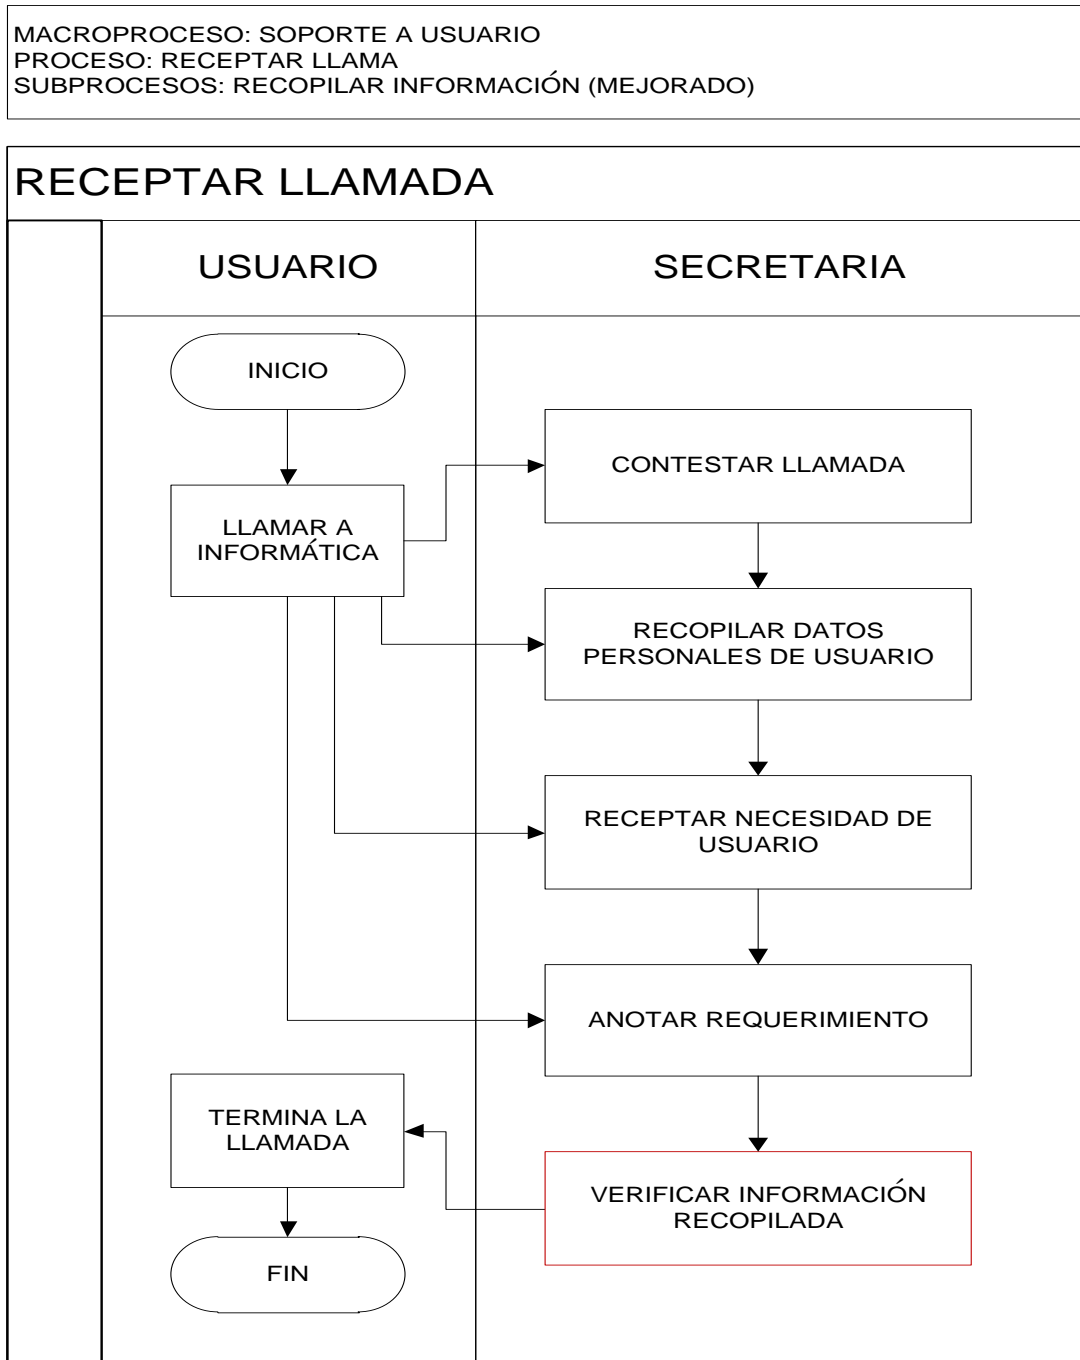 MACROPROCESO: SOPORTE A USUARIO
PROCESO: RECEPTAR LLAMA
SUBPROCESOS: RECOPILAR INFORMACIÓN (MEJORADO)
RECEPTAR LLAMADA
USUARIO
SECRETARIA
INICIO
CONTESTAR LLAMADA
LLAMAR A
INFORMÁTICA
RECOPILAR DATOS
PERSONALES DE USUARIO
RECEPTAR NECESIDAD DE
USUARIO
ANOTAR REQUERIMIENTO
TERMINA LA
LLAMADA
VERIFICAR INFORMACIÓN
RECOPILADA
FIN